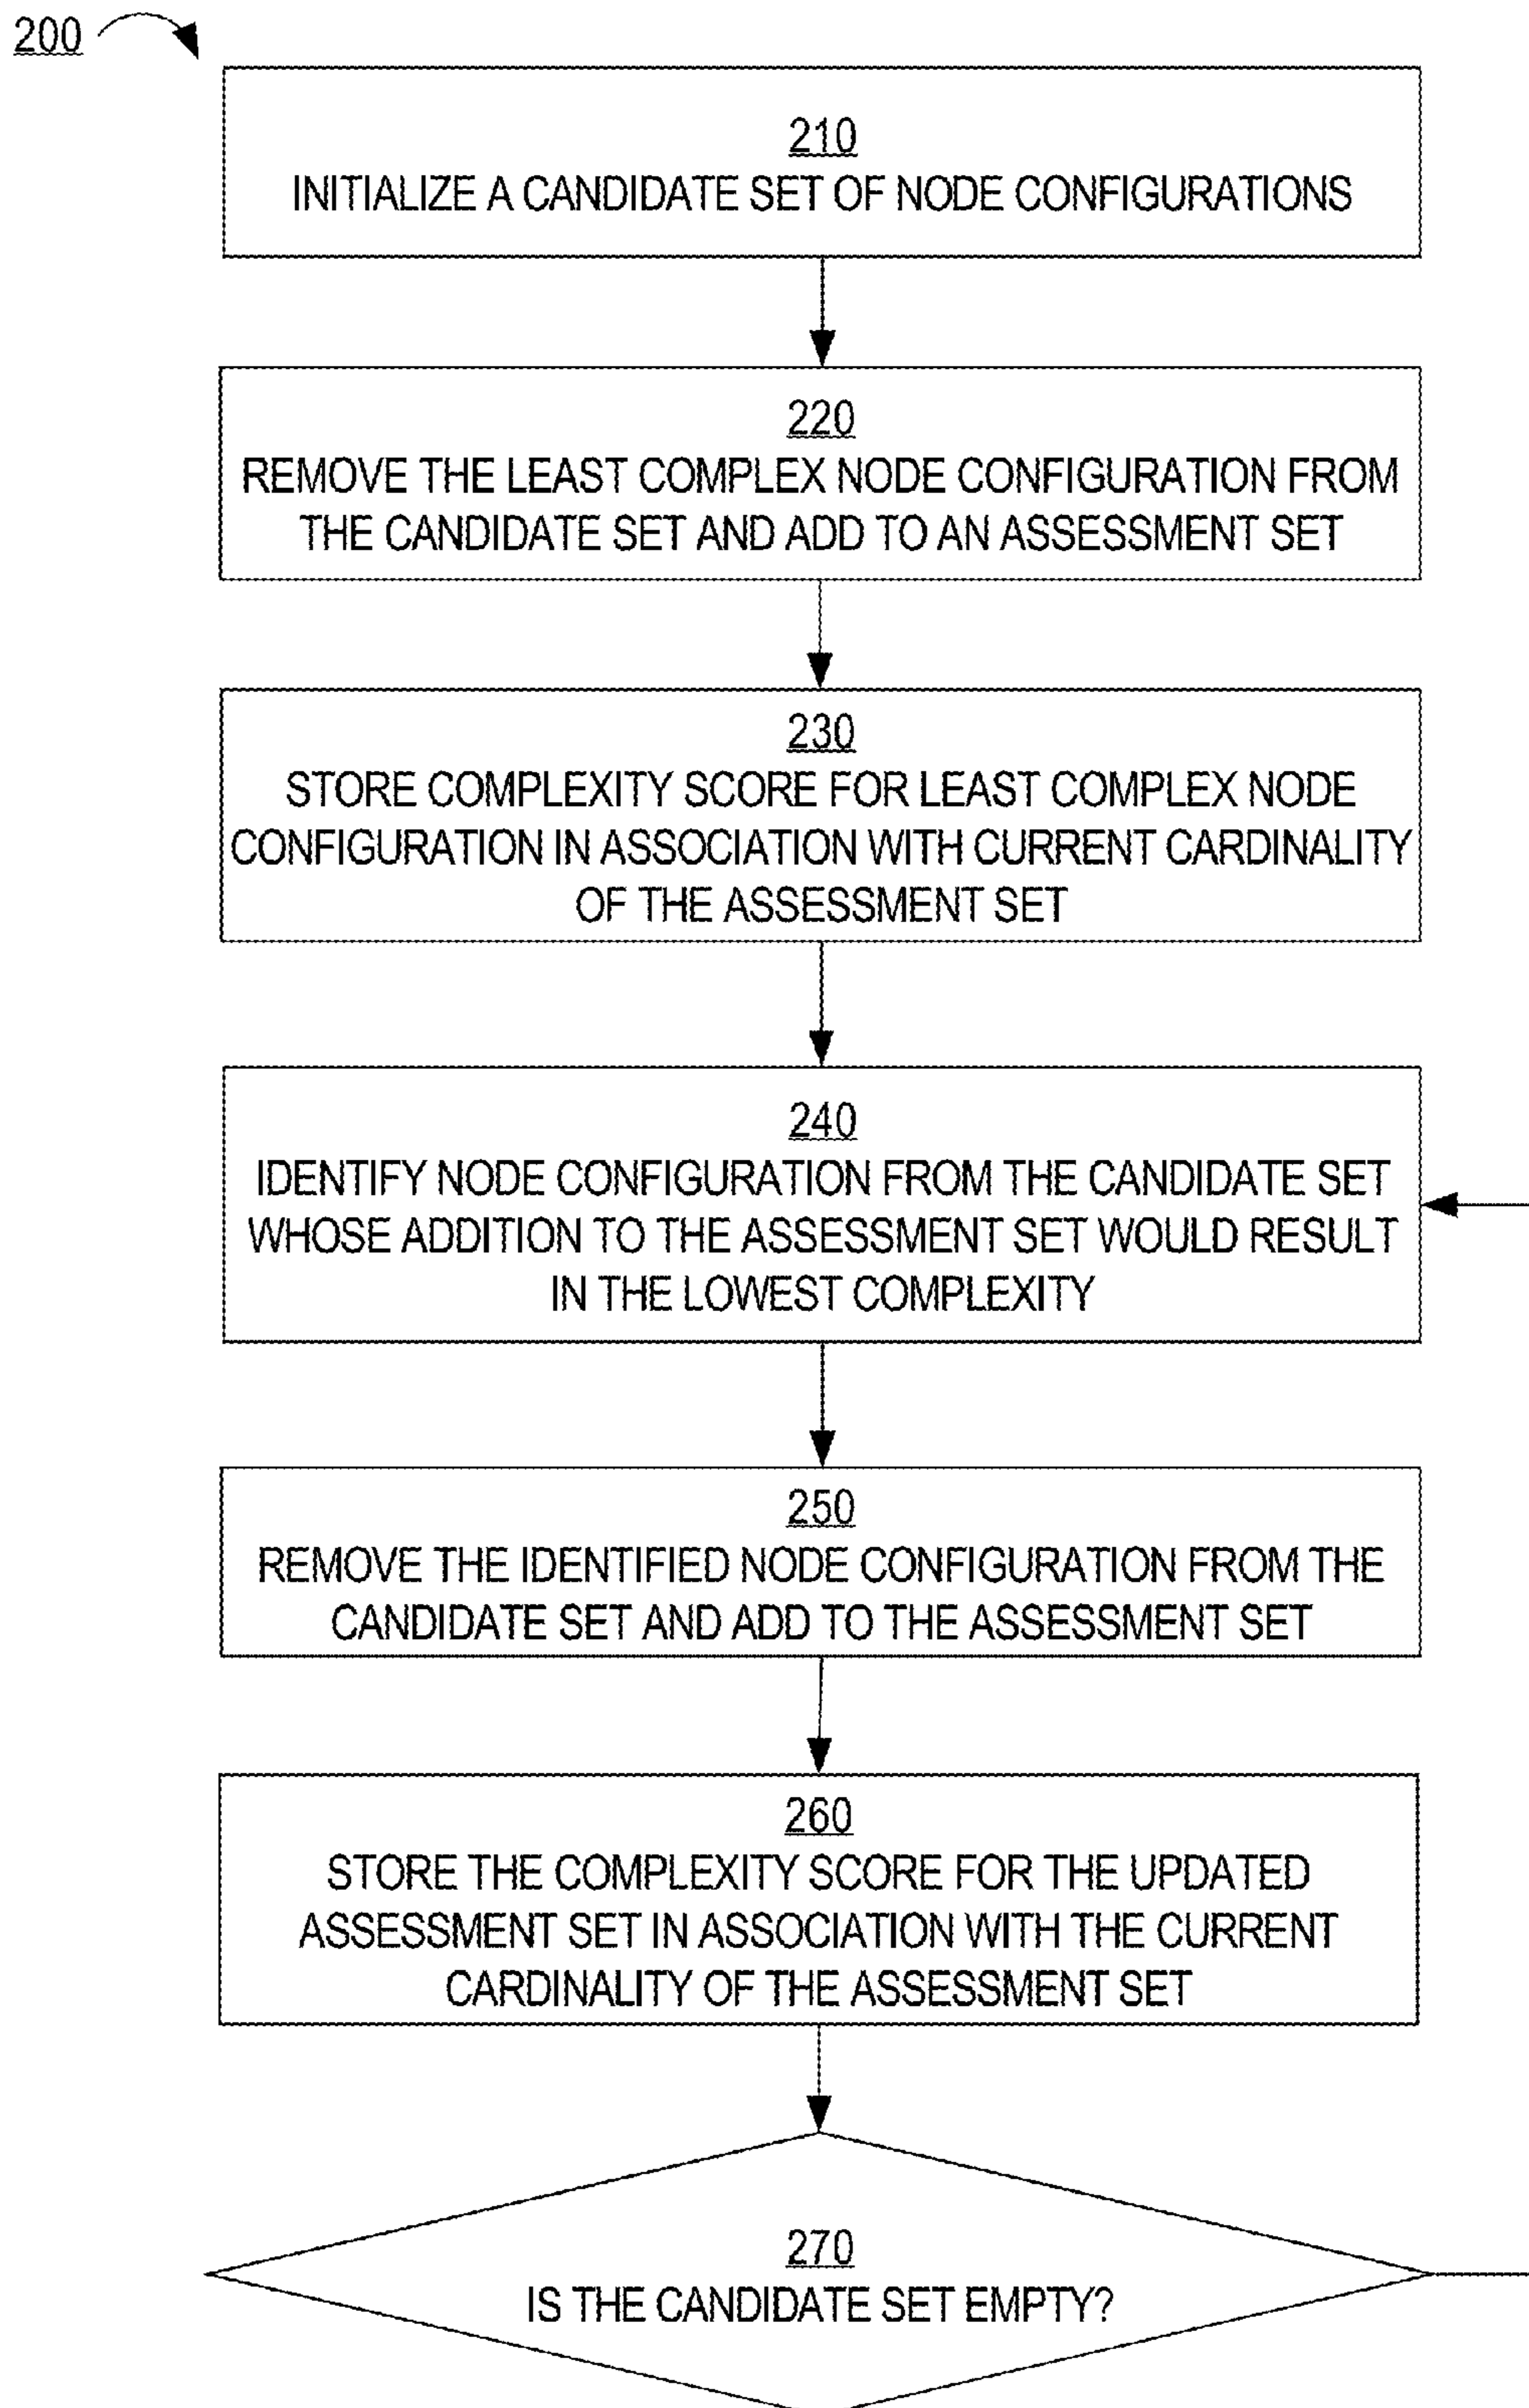 200
210
INITIALIZE A CANDIDATE SET OF NODE CONFIGURATIONS
220
REMOVE THE LEAST COMPLEX NODE CONFIGURATION FROM
THE CANDIDATE SET AND ADD TO AN ASSESSMENT SET
230
STORE COMPLEXITY SCORE FOR LEAST COMPLEX NODE
CONFIGURATION IN ASSOCIATION WITH CURRENT CARDINALITY
OF THE ASSESSMENT SET
240
IDENTIFY NODE CONFIGURATION FROM THE CANDIDATE SET
WHOSE ADDITION TO THE ASSESSMENT SET WOULD RESULT
IN THE LOWEST COMPLEXITY
250
REMOVE THE IDENTIFIED NODE CONFIGURATION FROM THE
CANDIDATE SET AND ADD TO THE ASSESSMENT SET
260
STORE THE COMPLEXITY SCORE FOR THE UPDATED
ASSESSMENT SET IN ASSOCIATION WITH THE CURRENT
CARDINALITY OF THE ASSESSMENT SET
270
IS THE CANDIDATE SET EMPTY?